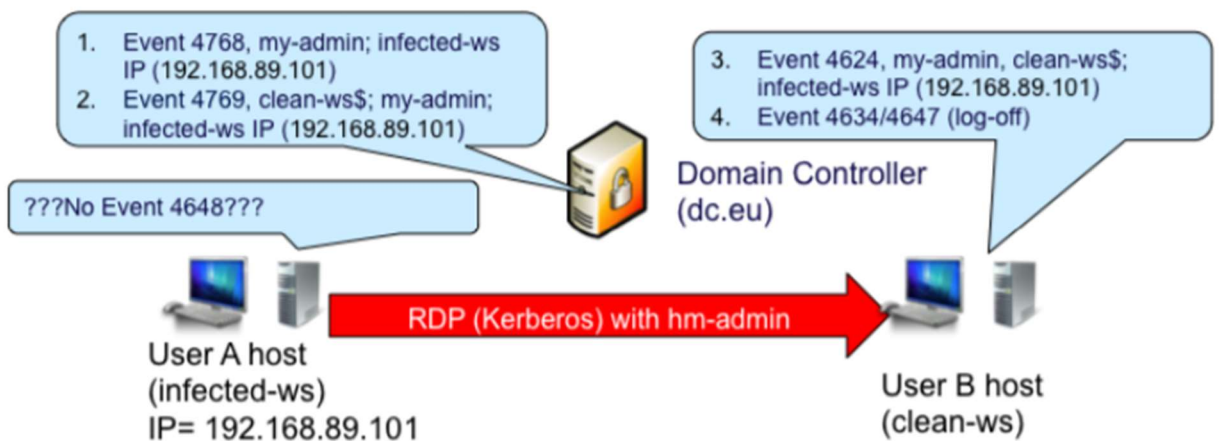 1. Event 4768, my-admin; infected-ws
IP (192.168.89.101)
2. Event 4769, clean-ws$; my-admin;
infected-ws IP (192.168.89.101)
3. Event 4624, my-admin, clean-ws$;
infected-ws IP (192.168.89.101)
4. Event 4634/4647 (log-off)
Domain Controller
(dc.eu)
???No Event 4648???
RDP (Kerberos) with hm-admin
User A host
(infected-ws)
IP= 192.168.89.101
User B host
(clean-ws)